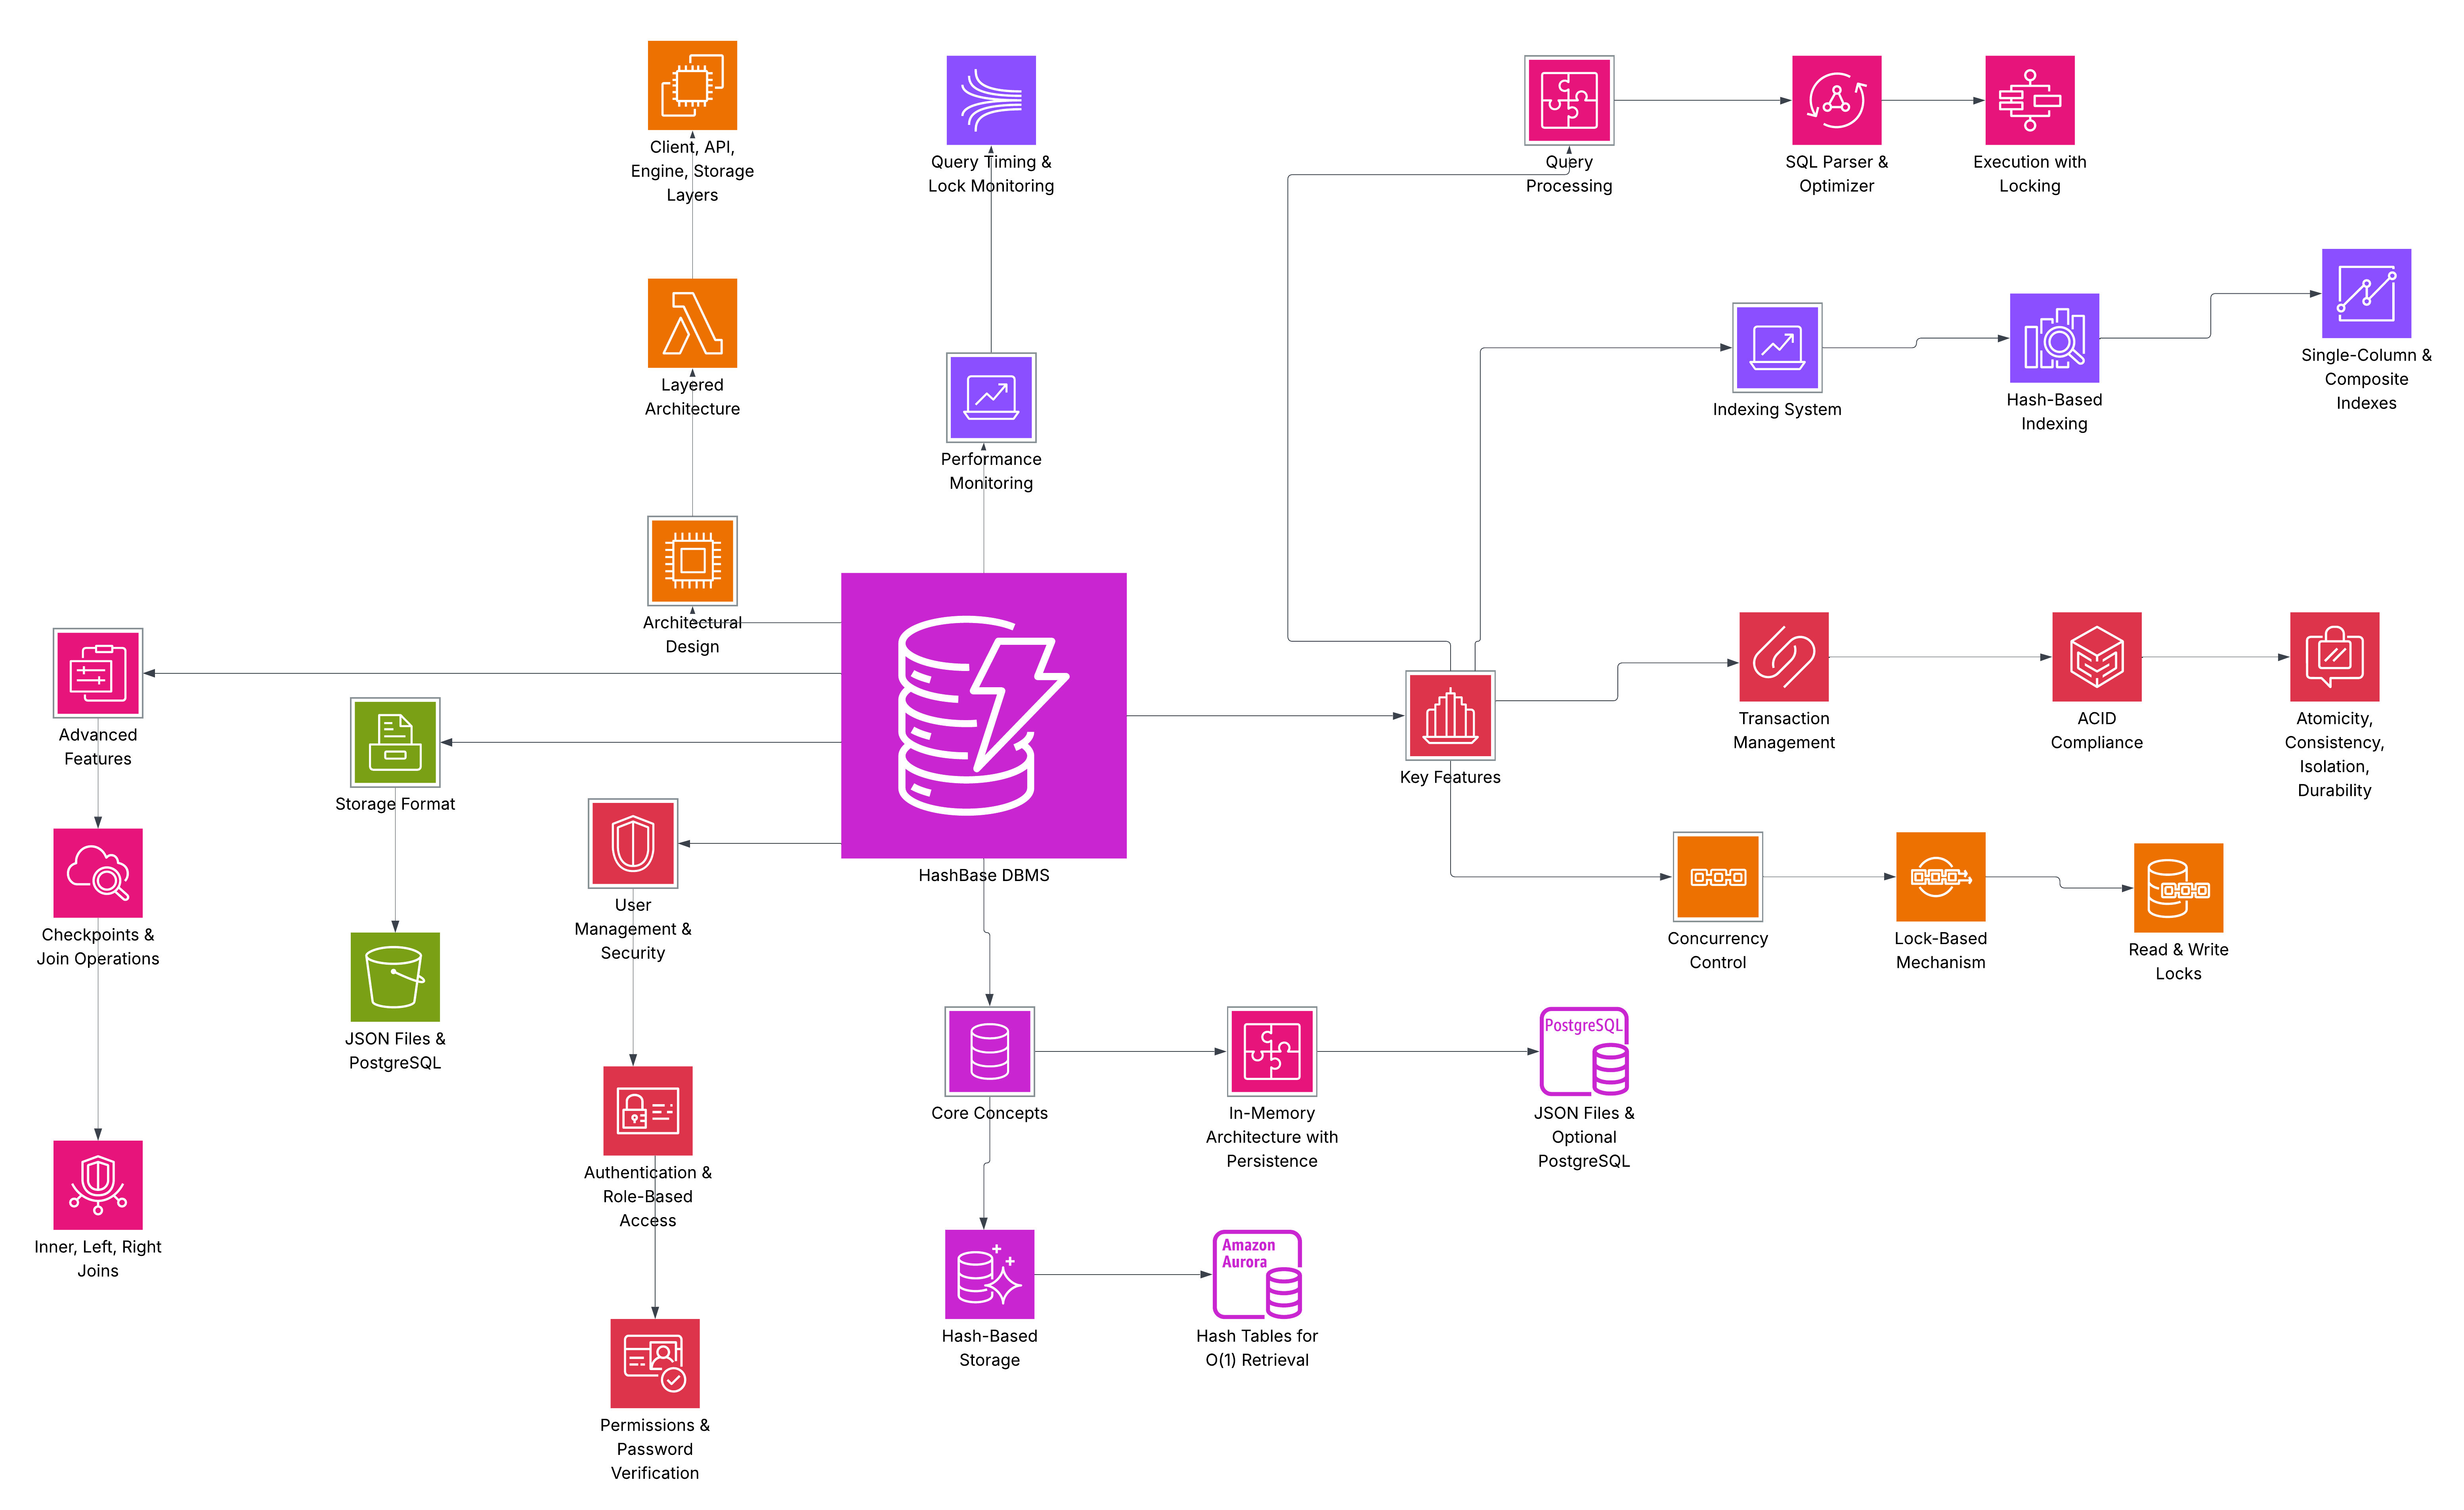 Client, API,
Engine, Storage
Layers
Query Timing &
Lock Monitoring
Query
Processing
SQL Parser &
Optimizer
Execution with
Locking
Layered
Architecture
Performance
Monitoring
Indexing System
Hash-Based
Indexing
Single-Column &
Composite
Indexes
Architectural
Design
Advanced
Features
Storage Format
User
Management &
Security
HashBase DBMS
Key Features
Transaction
Management
ACID
Compliance
Atomicity,
Consistency,
Isolation,
Durability
Checkpoints &
Join Operations
JSON Files &
PostgreSQL
Concurrency
Control
Lock-Based
Mechanism
Read & Write
Locks
Core Concepts
In-Memory
Architecture with
Persistence
PostgreSQL
JSON Files &
Optional
PostgreSQL
Authentication &
Role-Based
Access
Inner, Left, Right
Joins
Hash-Based
Storage
Amazon
Aurora
Hash Tables for
O(1) Retrieval
Permissions &
Password
Verification